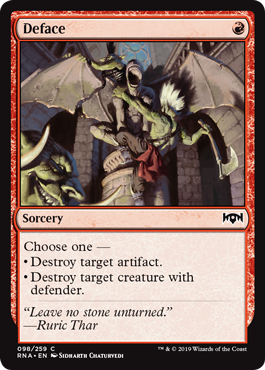 Deface
Sorcery
Choose one —
• Destroy target artifact.
• Destroy target creature with
defender.
"Leave no stone unturned."
—Ruric Thar
098/259 C
RNA • EN Sidharth Chaturvedi
™ & © 2019 Wizards of the Coast